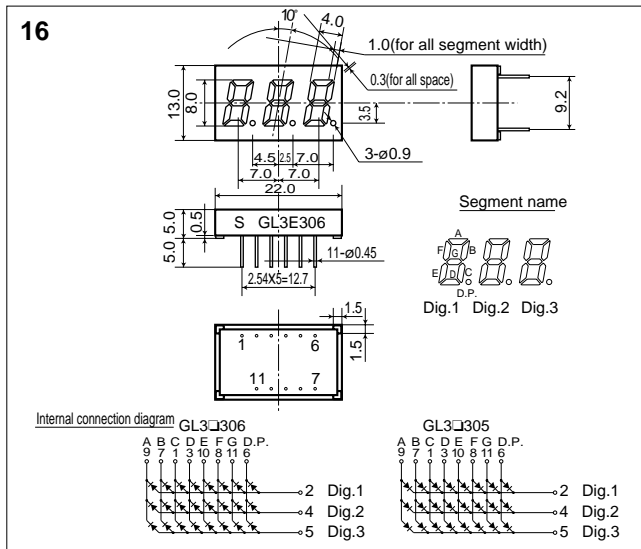 16
10°
4.0
1.0(for all segment width)
0.3(for all space)
13.0
8.0
3.5
9.2
4.5 2.5 7.0
3-ø0.9
7.0 7.0
22.0
Segment name
5.0
0.5
S GL3E306
5.0
11-ø0.45
2.54X5=12.7
A
F G B
E D C
D.P.
Dig.1 Dig.2 Dig.3
1.5
1.5
1 6
11 7
Internal connection diagram
GL3□306
A B C D E F G D.P.
9 7 1 3 10 8 11 6
2 Dig.1
4 Dig.2
5 Dig.3
GL3□305
A B C D E F G D.P.
9 7 1 3 10 8 11 6
2 Dig.1
4 Dig.2
5 Dig.3